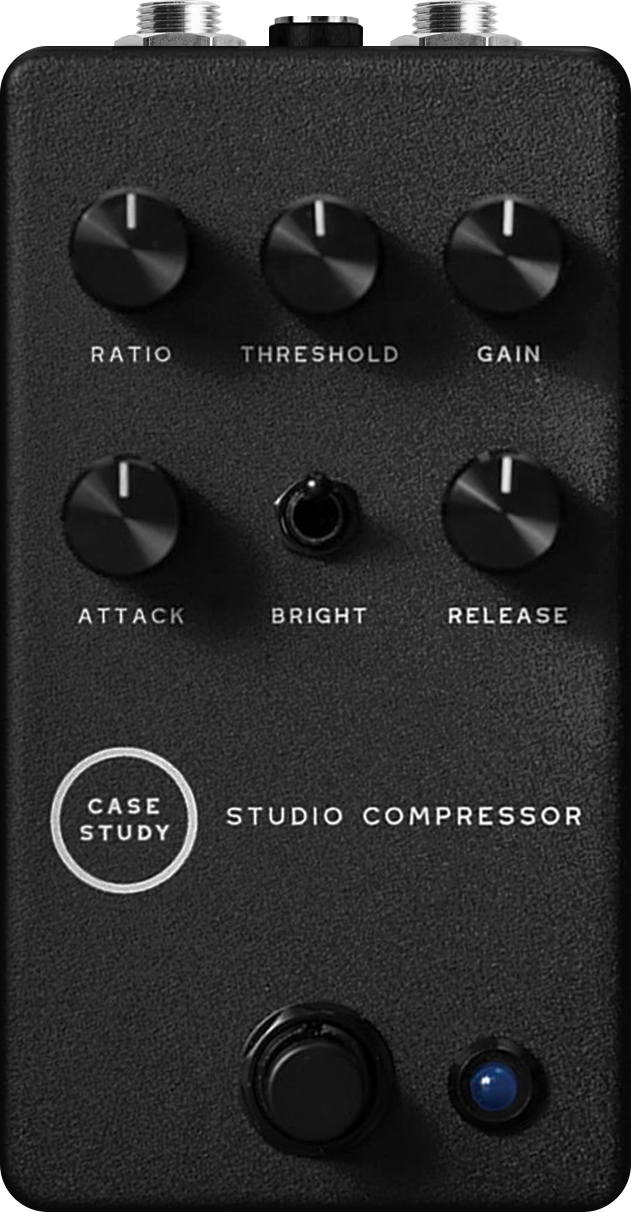 RATIO THRESHOLD GAIN
ATTACK BRIGHT RELEASE
CASE
STUDY
STUDIO COMPRESSOR